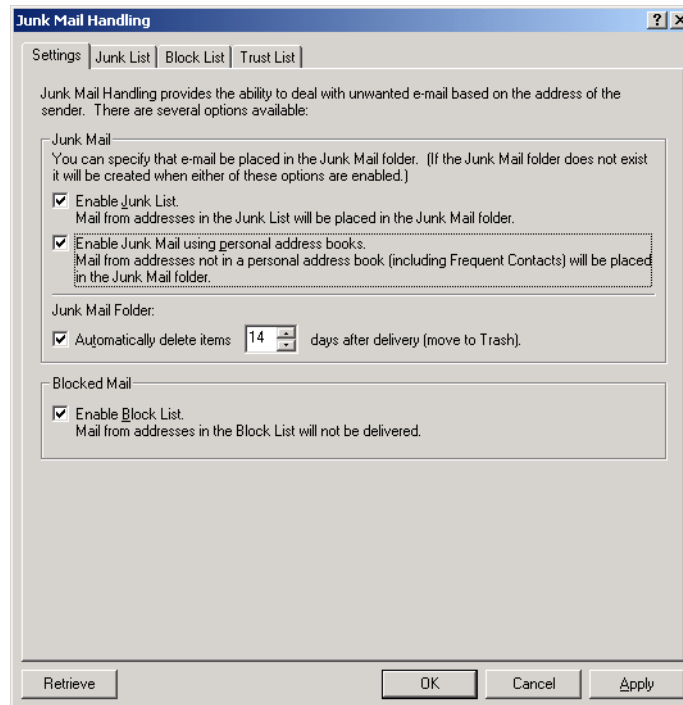 Junk Mail Handling
Settings Junk List Block List Trust List
Junk Mail Handling provides the ability to deal with unwanted e-mail based on the address of the
sender. There are several options available:
Junk Mail
You can specify that e-mail be placed in the Junk Mail folder. (If the Junk Mail folder does not exist
it will be created when either of these options are enabled.)
Enable Junk List.
Mail from addresses in the Junk List will be placed in the Junk Mail folder.
Enable Junk Mail using personal address books.
Mail from addresses not in a personal address book (including Frequent Contacts) will be placed
in the Junk Mail folder.
Junk Mail Folder:
Automatically delete items 14 days after delivery (move to Trash).
Blocked Mail
Enable Block List.
Mail from addresses in the Block List will not be delivered.
Retrieve OK Cancel Apply